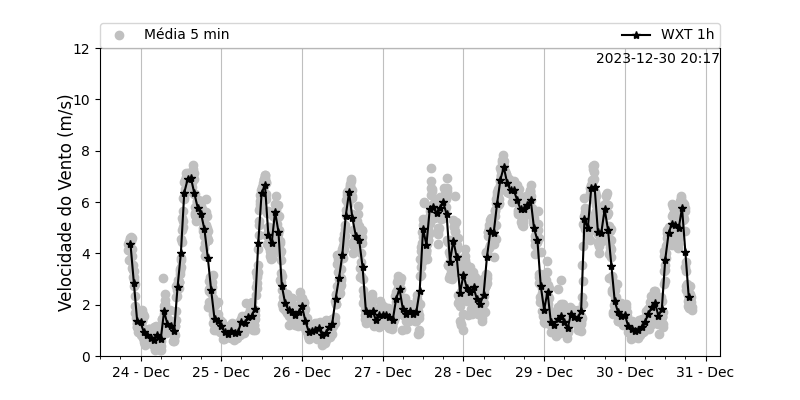 Média 5 min
WXT 1h
2023-12-30 20:17
Velocidade do Vento (m/s)
12
10
8
6
4
2
0
24 - Dec
25 - Dec
26 - Dec
27 - Dec
28 - Dec
29 - Dec
30 - Dec
31 - Dec